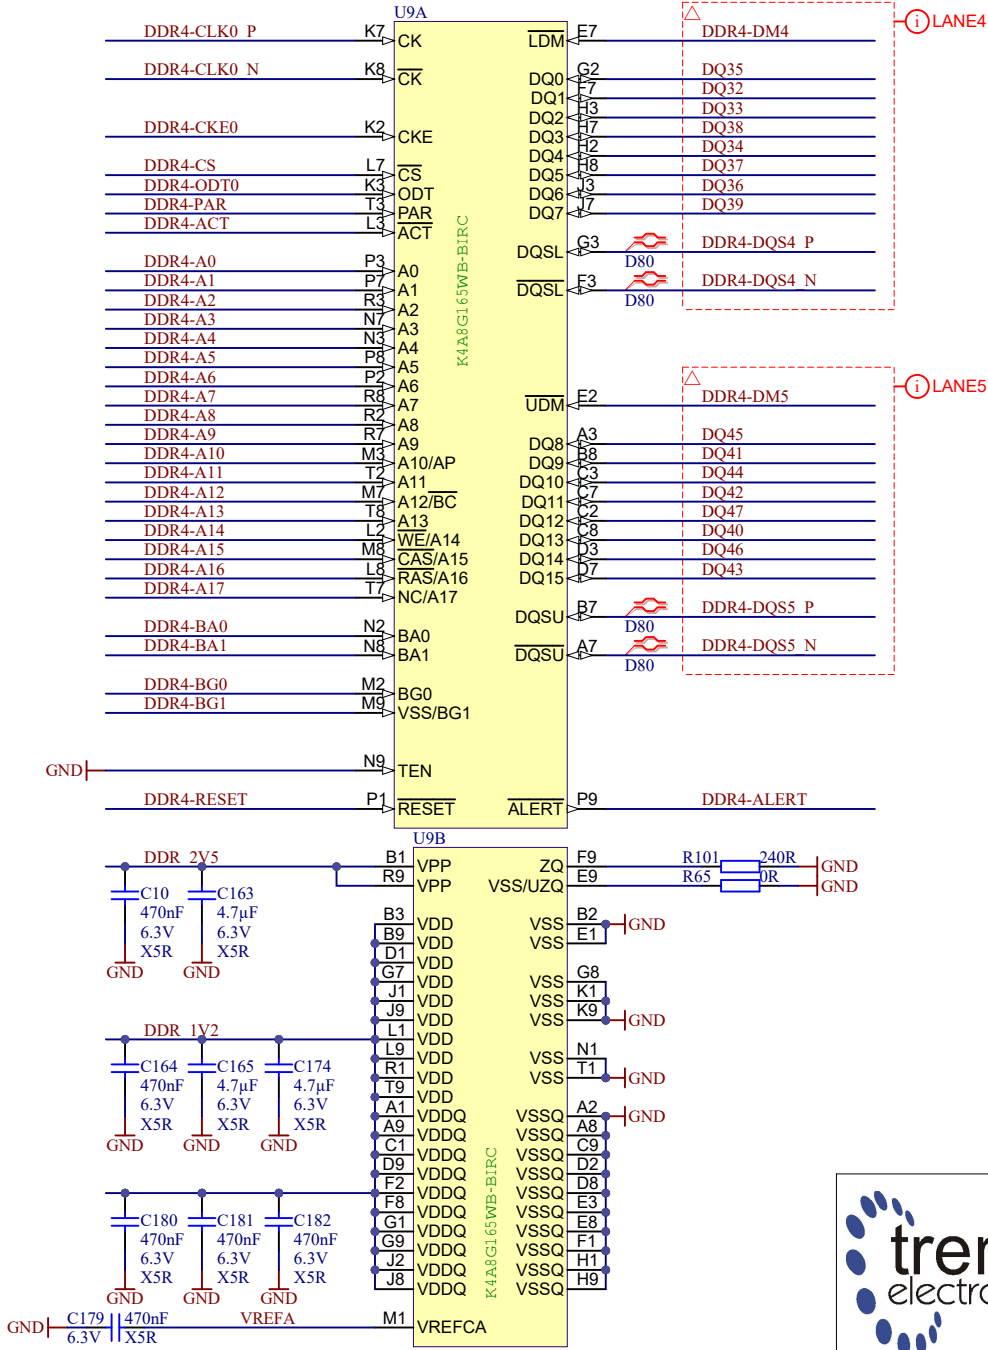 U9A
DDR4-CLK0_P K7 CK LDM E7 DDR4-DM4 LANE4
DDR4-CLK0_N K8 CK DQ0 G2 DQ35
DQ1 F7 DQ32
DQ2 H3 DQ33
DDR4-CKE0 K2 CKE DQ3 H7 DQ38
DQ4 H2 DQ34
DDR4-CS L7 CS DQ5 H8 DQ37
DDR4-ODT0 K3 ODT DQ6 J3 DQ36
DDR4-PAR T3 PAR DQ7 J7 DQ39
DDR4-ACT L3 ACT
K4A8G165WB-BIRC
DQSL G3 D80 DDR4-DQS4_P
DDR4-A0 P3 A0
DDR4-A1 P7 A1 DQSL F3 D80 DDR4-DQS4_N
DDR4-A2 R3 A2
DDR4-A3 N7 A3
DDR4-A4 N3 A4
DDR4-A5 P8 A5
DDR4-A6 P2 A6
DDR4-A7 R8 A7 UDM E2 DDR4-DM5 LANE5
DDR4-A8 R2 A8
DDR4-A9 R7 A9 DQ8 A3 DQ45
DDR4-A10 M3 A10/AP DQ9 B8 DQ41
DDR4-A11 T2 A11 DQ10 C3 DQ44
DDR4-A12 M7 A12/BC DQ11 C7 DQ42
DDR4-A13 T8 A13 DQ12 C2 DQ47
DDR4-A14 L2 WE/A14 DQ13 C8 DQ40
DDR4-A15 M8 CAS/A15 DQ14 D3 DQ46
DDR4-A16 L8 RAS/A16 DQ15 D7 DQ43
DDR4-A17 T7 NC/A17
DQSU B7 D80 DDR4-DQS5_P
DDR4-BA0 N2 BA0
DDR4-BA1 N8 BA1 DQSU A7 D80 DDR4-DQS5_N
DDR4-BG0 M2 BG0
DDR4-BG1 M9 VSS/BG1
GND N9 TEN
DDR4-RESET P1 RESET ALERT P9 DDR4-ALERT
U9B
DDR_2V5 B1 VPP ZQ F9 R101 240R GND
R9 VPP VSS/UZQ E9 R65 0R GND
C10 C163
470nF 4.7µF
6.3V 6.3V
X5R X5R
GND GND
B3 VDD VSS B2 GND
B9 VDD VSS E1
D1 VDD
G7 VDD VSS G8
J1 VDD VSS K1
J9 VDD VSS K9 GND
DDR_1V2 L1 VDD
L9 VDD VSS N1
R1 VDD VSS T1 GND
T9 VDD
C164 C165 C174
470nF 4.7µF 4.7µF
6.3V 6.3V 6.3V
X5R X5R X5R
GND GND GND
A1 VDDQ VSSQ A2 GND
A9 VDDQ VSSQ A8
C1 VDDQ VSSQ C9
D9 VDDQ VSSQ D2
F2 VDDQ VSSQ D8
F8 VDDQ VSSQ E3
G1 VDDQ VSSQ E8
G9 VDDQ VSSQ F1
J2 VDDQ VSSQ H1
J8 VDDQ VSSQ H9
K4A8G165WB-BIRC
C180 C181 C182
470nF 470nF 470nF
6.3V 6.3V 6.3V
X5R X5R X5R
GND GND GND
GND C179 470nF VREFA M1 VREFCA
6.3V X5R
tren
electro